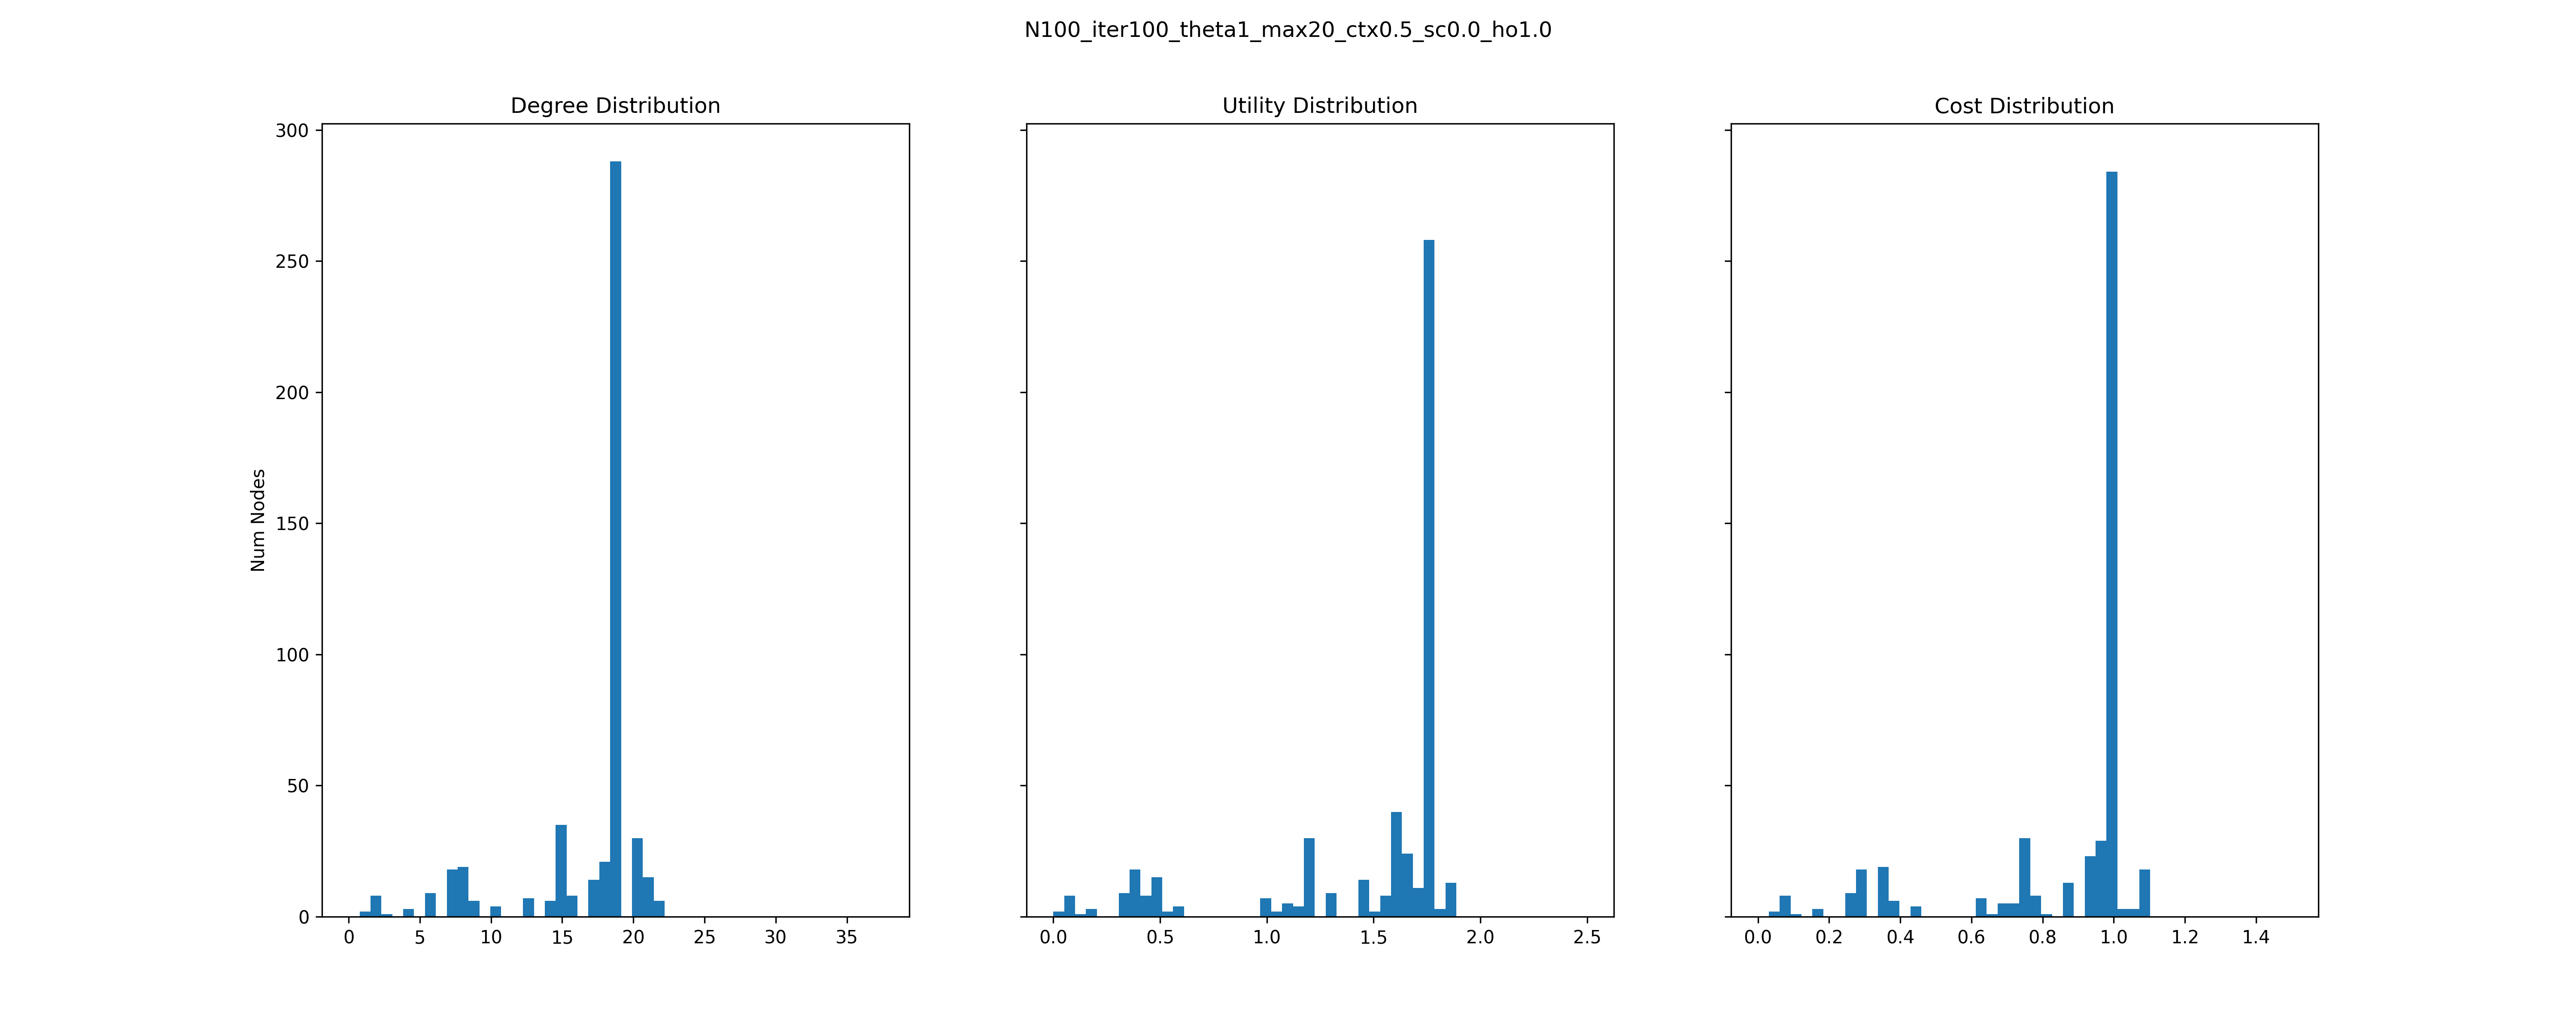 N100_iter100_theta1_max20_ctx0.5_sc0.0_ho1.0
Degree Distribution
Utility Distribution
Cost Distribution
Num Nodes
300
250
200
150
100
50
0
0 5 10 15 20 25 30 35
0.0 0.5 1.0 1.5 2.0 2.5
0.0 0.2 0.4 0.6 0.8 1.0 1.2 1.4